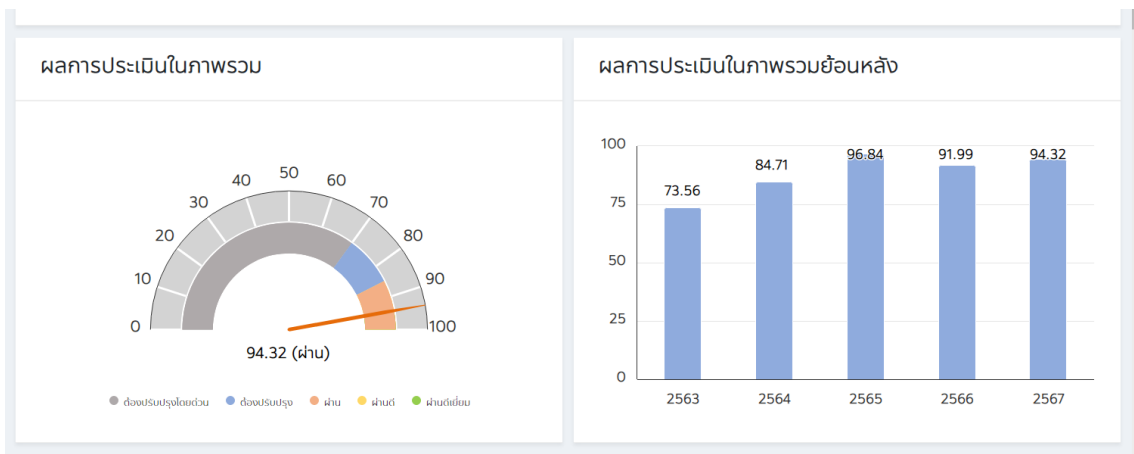 ผลการประเมินในภาพรวม
0
10
20
30
40
50
60
70
80
90
100
94.32 (ผ่าน)
ต้องปรับปรุงโดยด่วน ต้องปรับปรุง ผ่าน ผ่านดี ผ่านดีเยี่ยม
ผลการประเมินในภาพรวมย้อนหลัง
100
75
50
25
0
73.56 84.71 96.84 91.99 94.32
2563 2564 2565 2566 2567